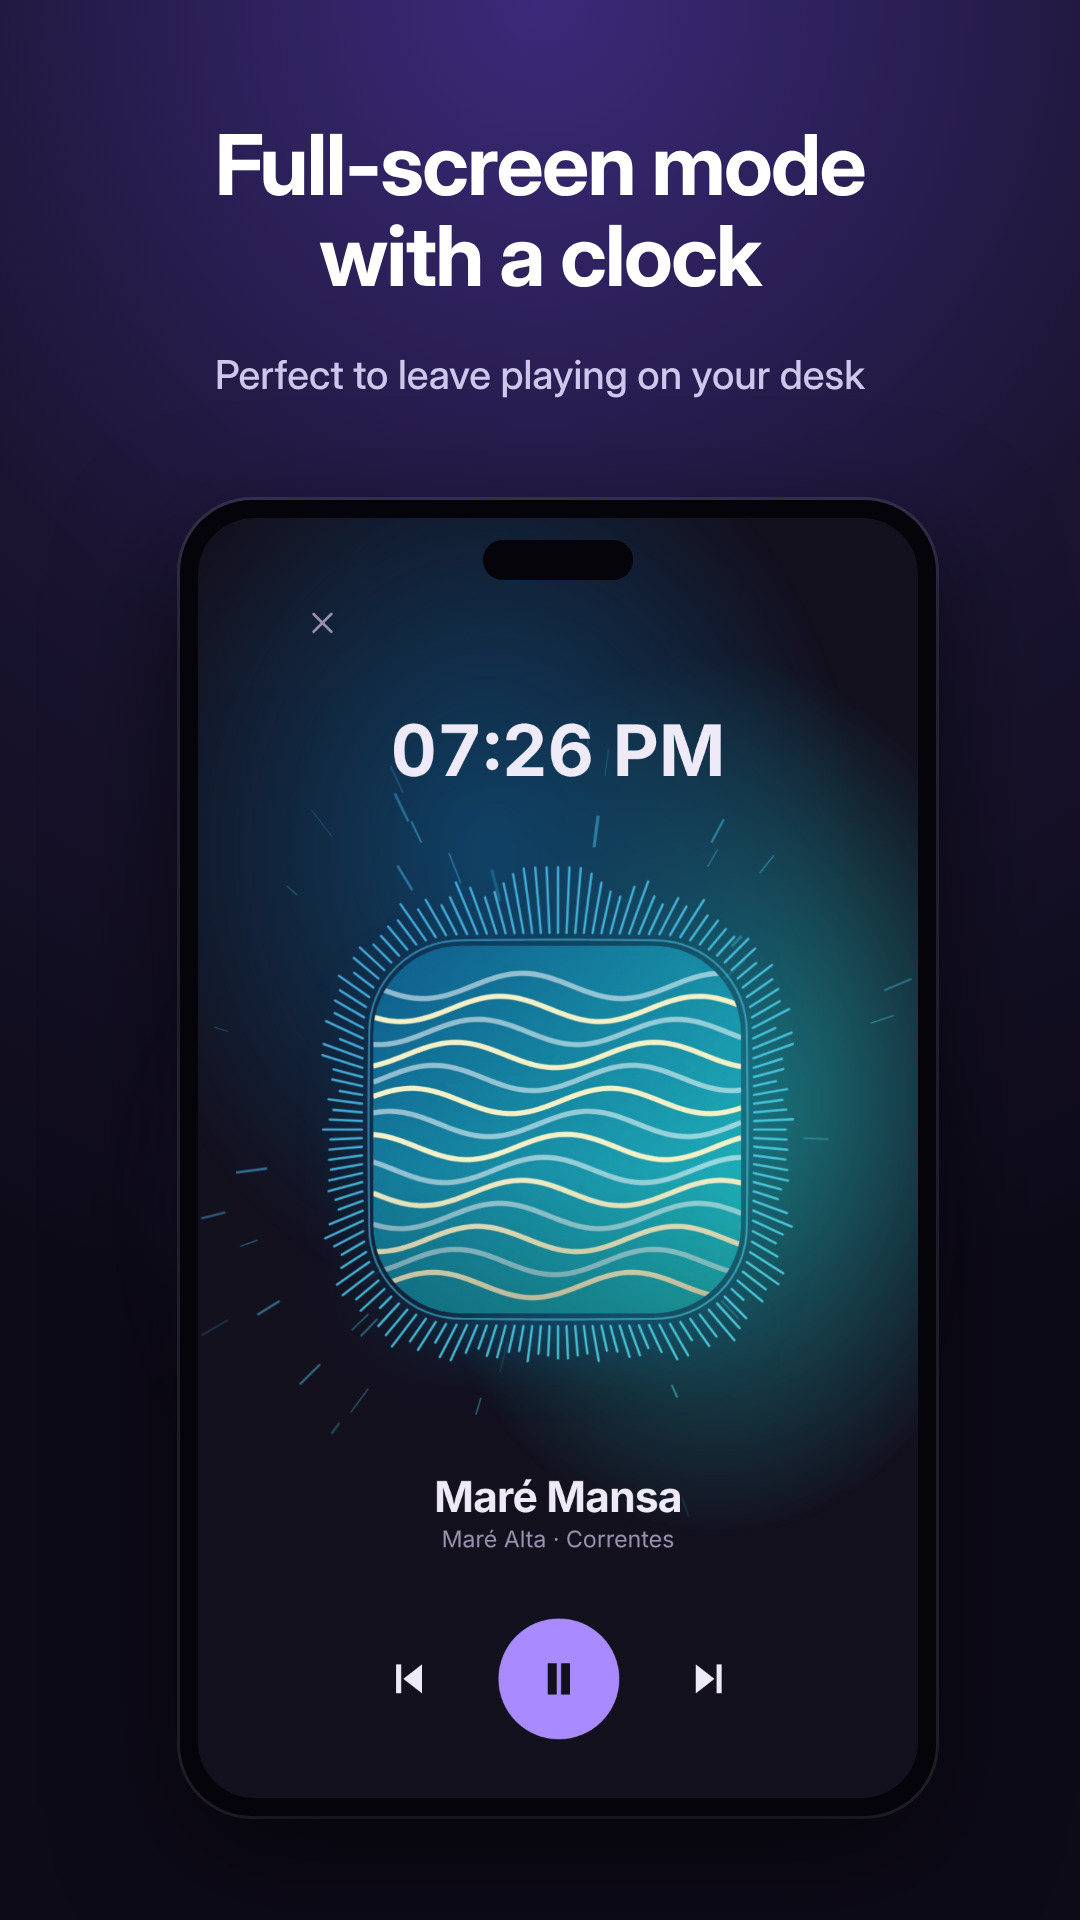 Full-screen mode
with a clock
Perfect to leave playing on your desk
07:26 PM
Maré Mansa
Maré Alta · Correntes